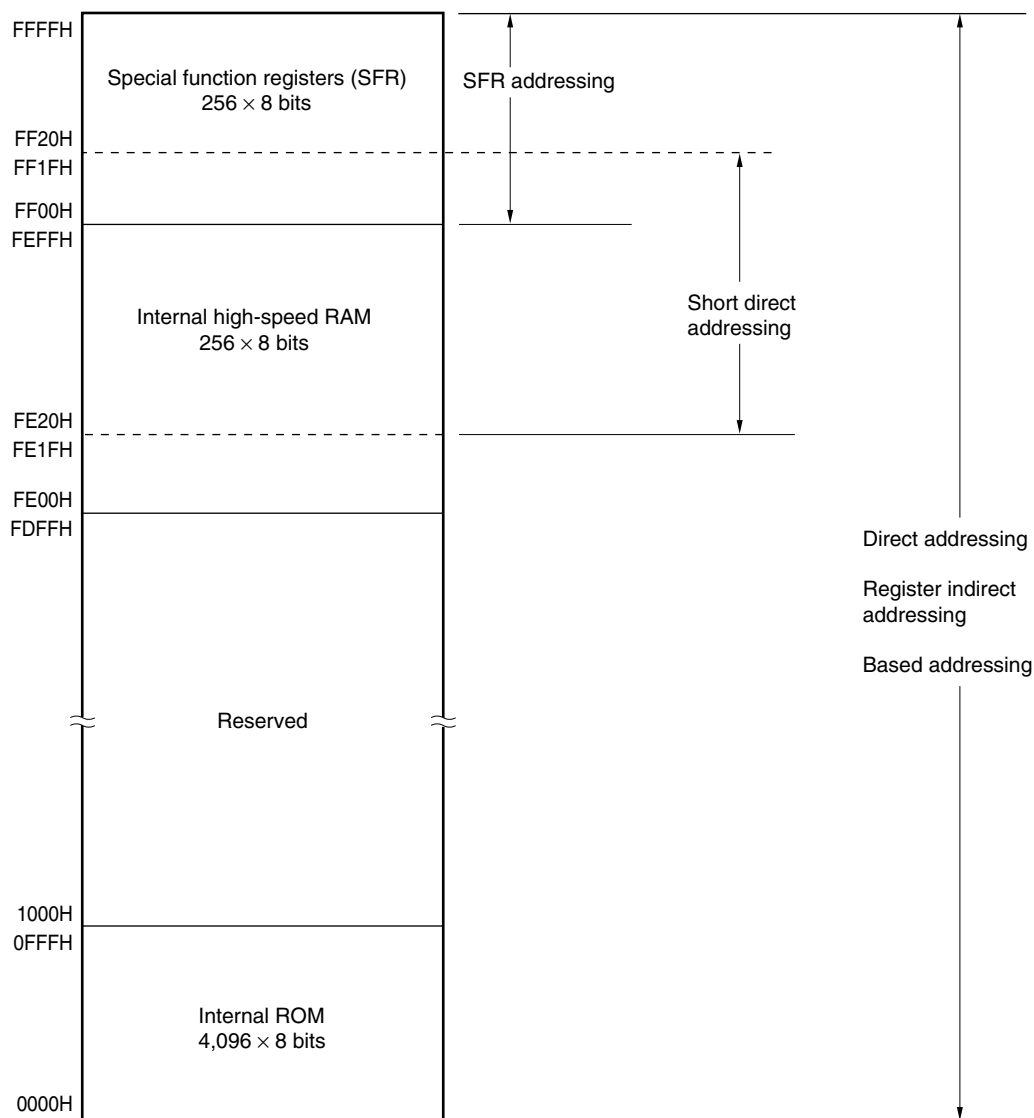 FFFFH
Special function registers (SFR)
256 × 8 bits
SFR addressing
FF20H
FF1FH
FF00H
FEFFH
Internal high-speed RAM
256 × 8 bits
Short direct
addressing
FE20H
FE1FH
FE00H
FDFFH
Direct addressing
Register indirect
addressing
Based addressing
Reserved
1000H
0FFFH
Internal ROM
4,096 × 8 bits
0000H